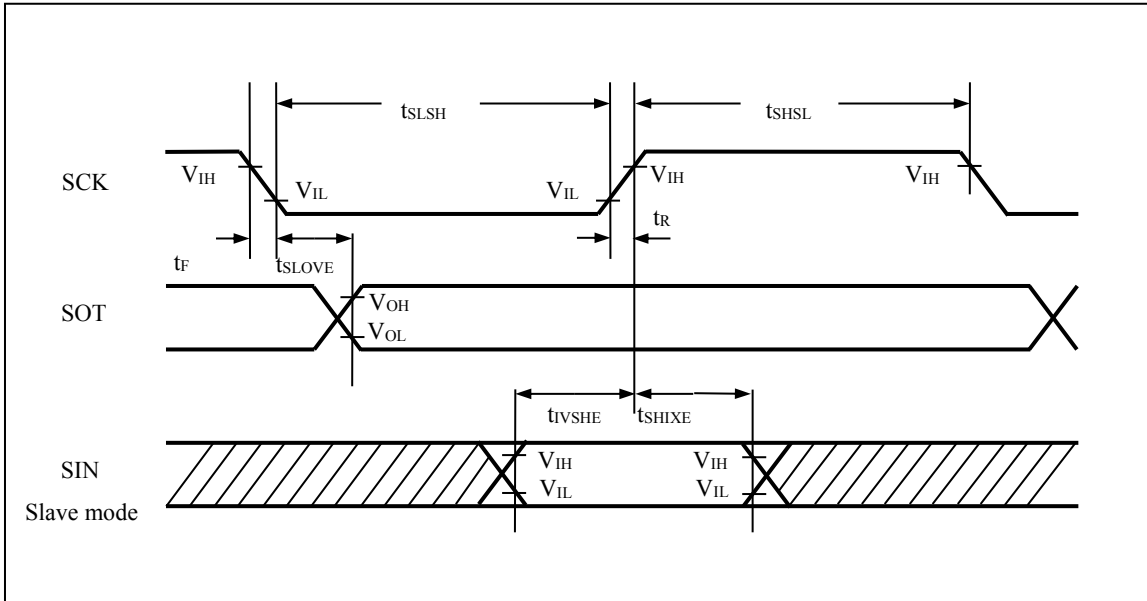 tSLSH tSHSL
SCK VIH VIL VIL VIH VIH
tR
tF tSLOVE
SOT VOH
VOL
tIVSHE tSHIXE
SIN VIH VIH
VIL VIL
Slave mode